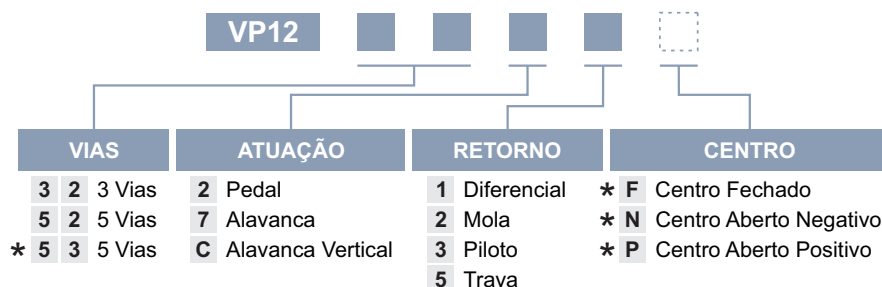 VP12
VIAS ATUAÇÃO RETORNO CENTRO
3 2 3 Vias 2 Pedal 1 Diferencial * F Centro Fechado
5 2 5 Vias 7 Alavanca 2 Mola * N Centro Aberto Negativo
* 5 3 5 Vias C Alavanca Vertical 3 Piloto * P Centro Aberto Positivo
5 Trava